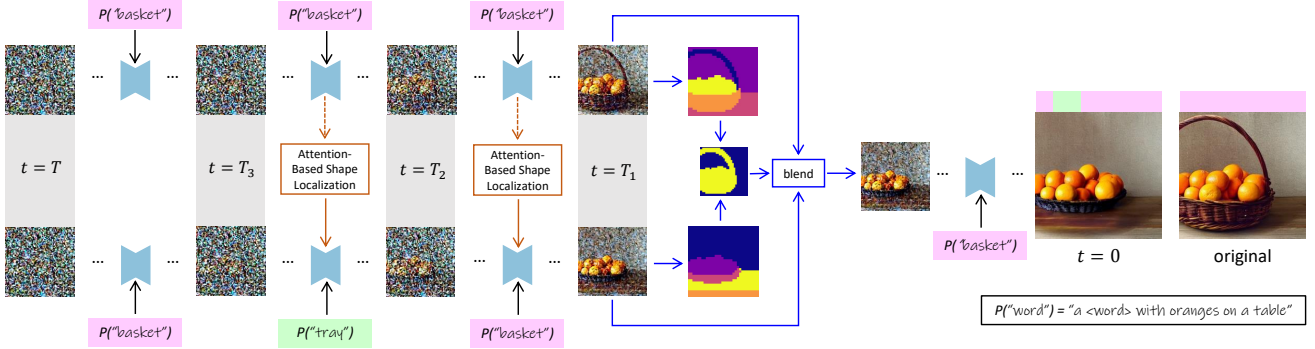 P("basket")
P("basket")
P("basket")
...
...
...
...
...
...
t = T
t = T₃
t = T₂
t = T₁
Attention-
Based Shape
Localization
Attention-
Based Shape
Localization
blend
...
...
...
...
...
...
...
...
P("basket")
P("tray")
P("basket")
P("basket")
t = 0
original
P("word") = "a <word> with oranges on a table"